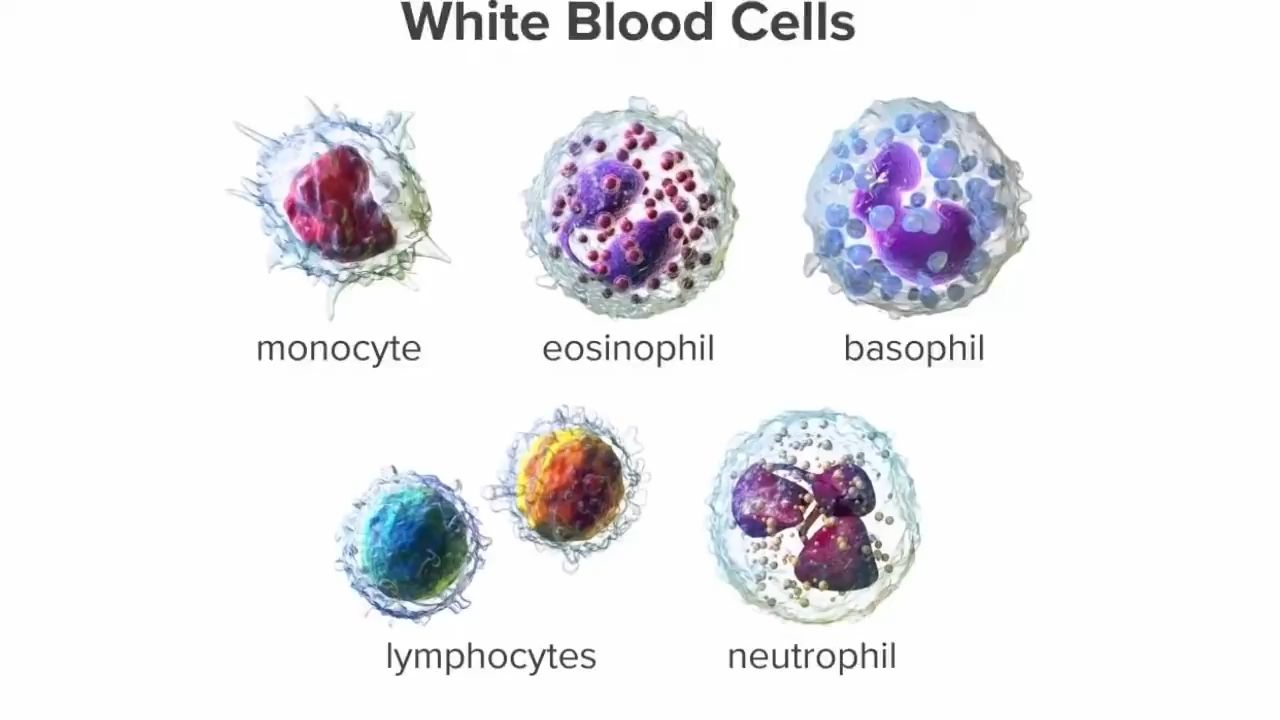 White Blood Cells
monocyte
eosinophil
basophil
lymphocytes
neutrophil